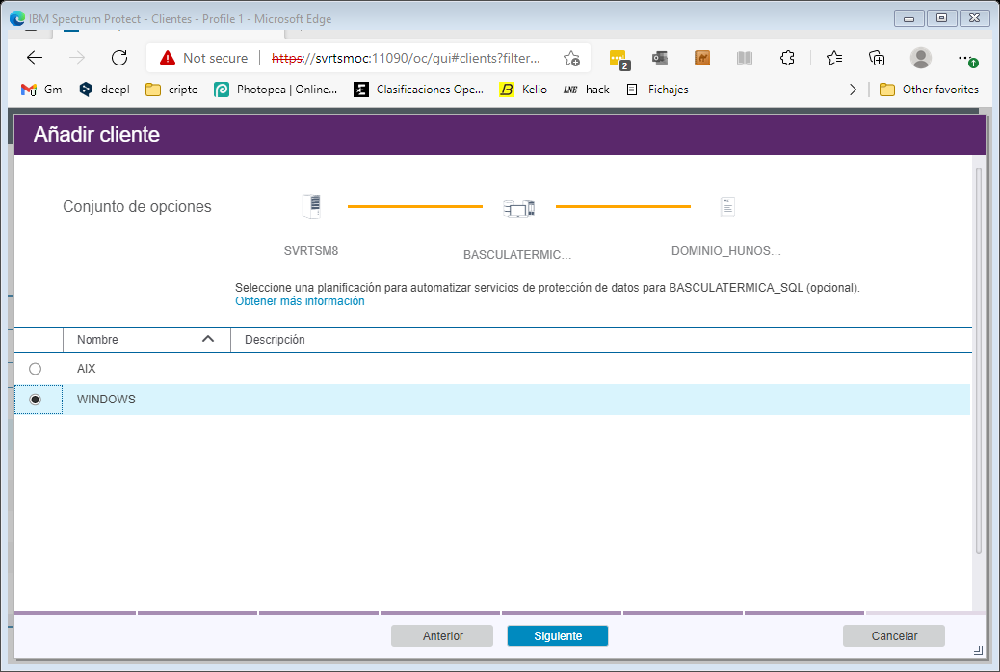 IBM Spectrum Protect - Clientes - Profile 1 - Microsoft Edge
Not secure https://svrtsmoc:11090/oc/gui#clients?filter... 2
Gm deepl cripto Photopea | Online... Clasificaciones Ope... Kelio LNE hack Fichajes Other favorites
Añadir cliente
Conjunto de opciones
SVRTSM8 BASCULATERMIC... DOMINIO_HUNOS...
Seleccione una planificación para automatizar servicios de protección de datos para BASCULATERMICA_SQL (opcional).
Obtener más información
Nombre Descripción
AIX
WINDOWS
Anterior Siguiente Cancelar